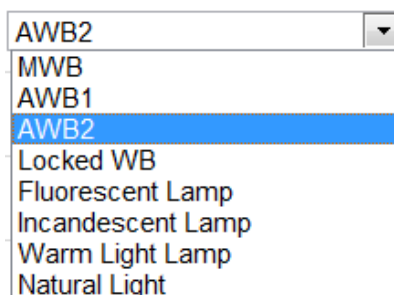 AWB2
MWB
AWB1
AWB2
Locked WB
Fluorescent Lamp
Incandescent Lamp
Warm Light Lamp
Natural Light